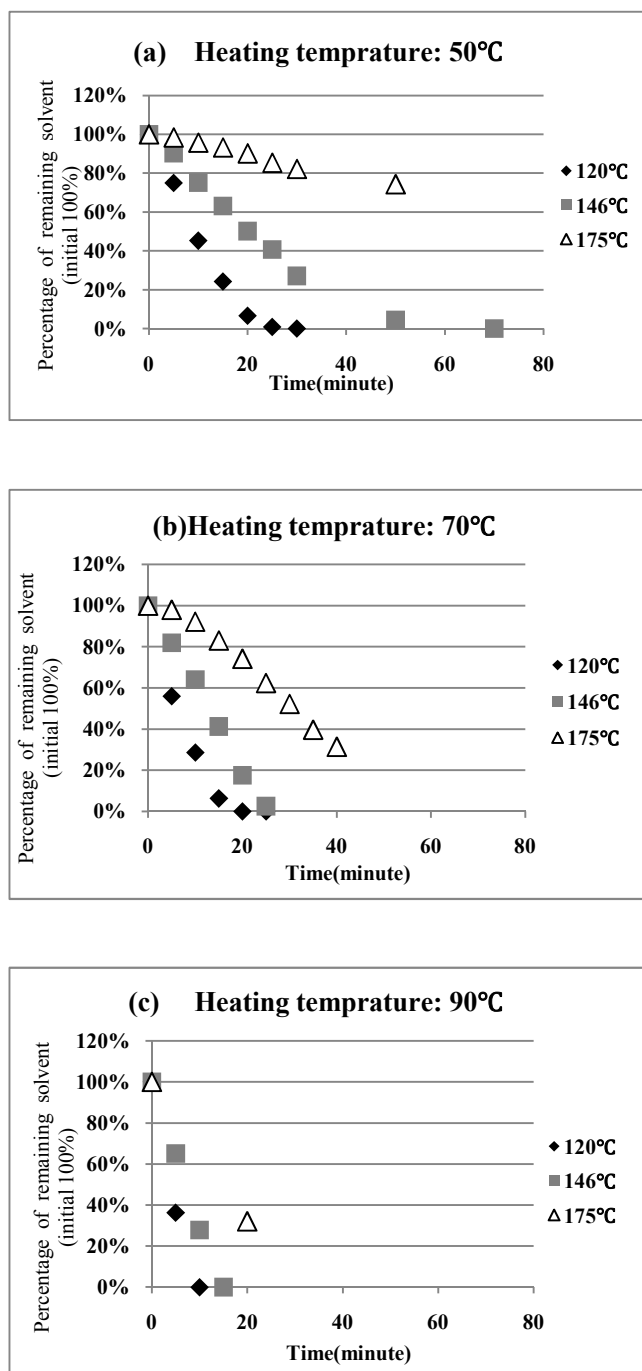 (a) Heating temprature: 50℃
120%
100%
80%
60%
40%
20%
0%
0 20 40 60 80
Time(minute)
Percentage of remaining solvent
(initial 100%)
120℃
146℃
175℃
(b)Heating temprature: 70℃
120%
100%
80%
60%
40%
20%
0%
0 20 40 60 80
Time(minute)
Percentage of remaining solvent
(initial 100%)
120℃
146℃
175℃
(c) Heating temprature: 90℃
120%
100%
80%
60%
40%
20%
0%
0 20 40 60 80
Time(minute)
Percentage of remaining solvent
(initial 100%)
120℃
146℃
175℃